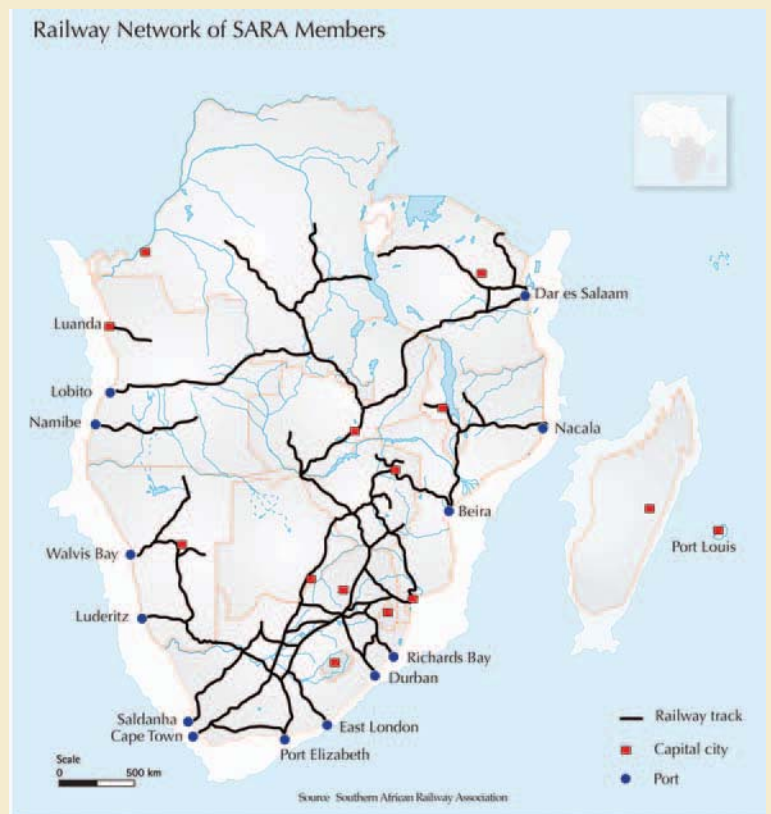 Railway Network of SARA Members
Dar es Salaam
Luanda
Lobito
Namibe
Nacala
Beira
Port Louis
Walvis Bay
Luderitz
Richards Bay
Durban
Saldanha
Cape Town
East London
Port Elizabeth
Railway track
Capital city
Port
Scale
0 500 km
Source Southern African Railway Association